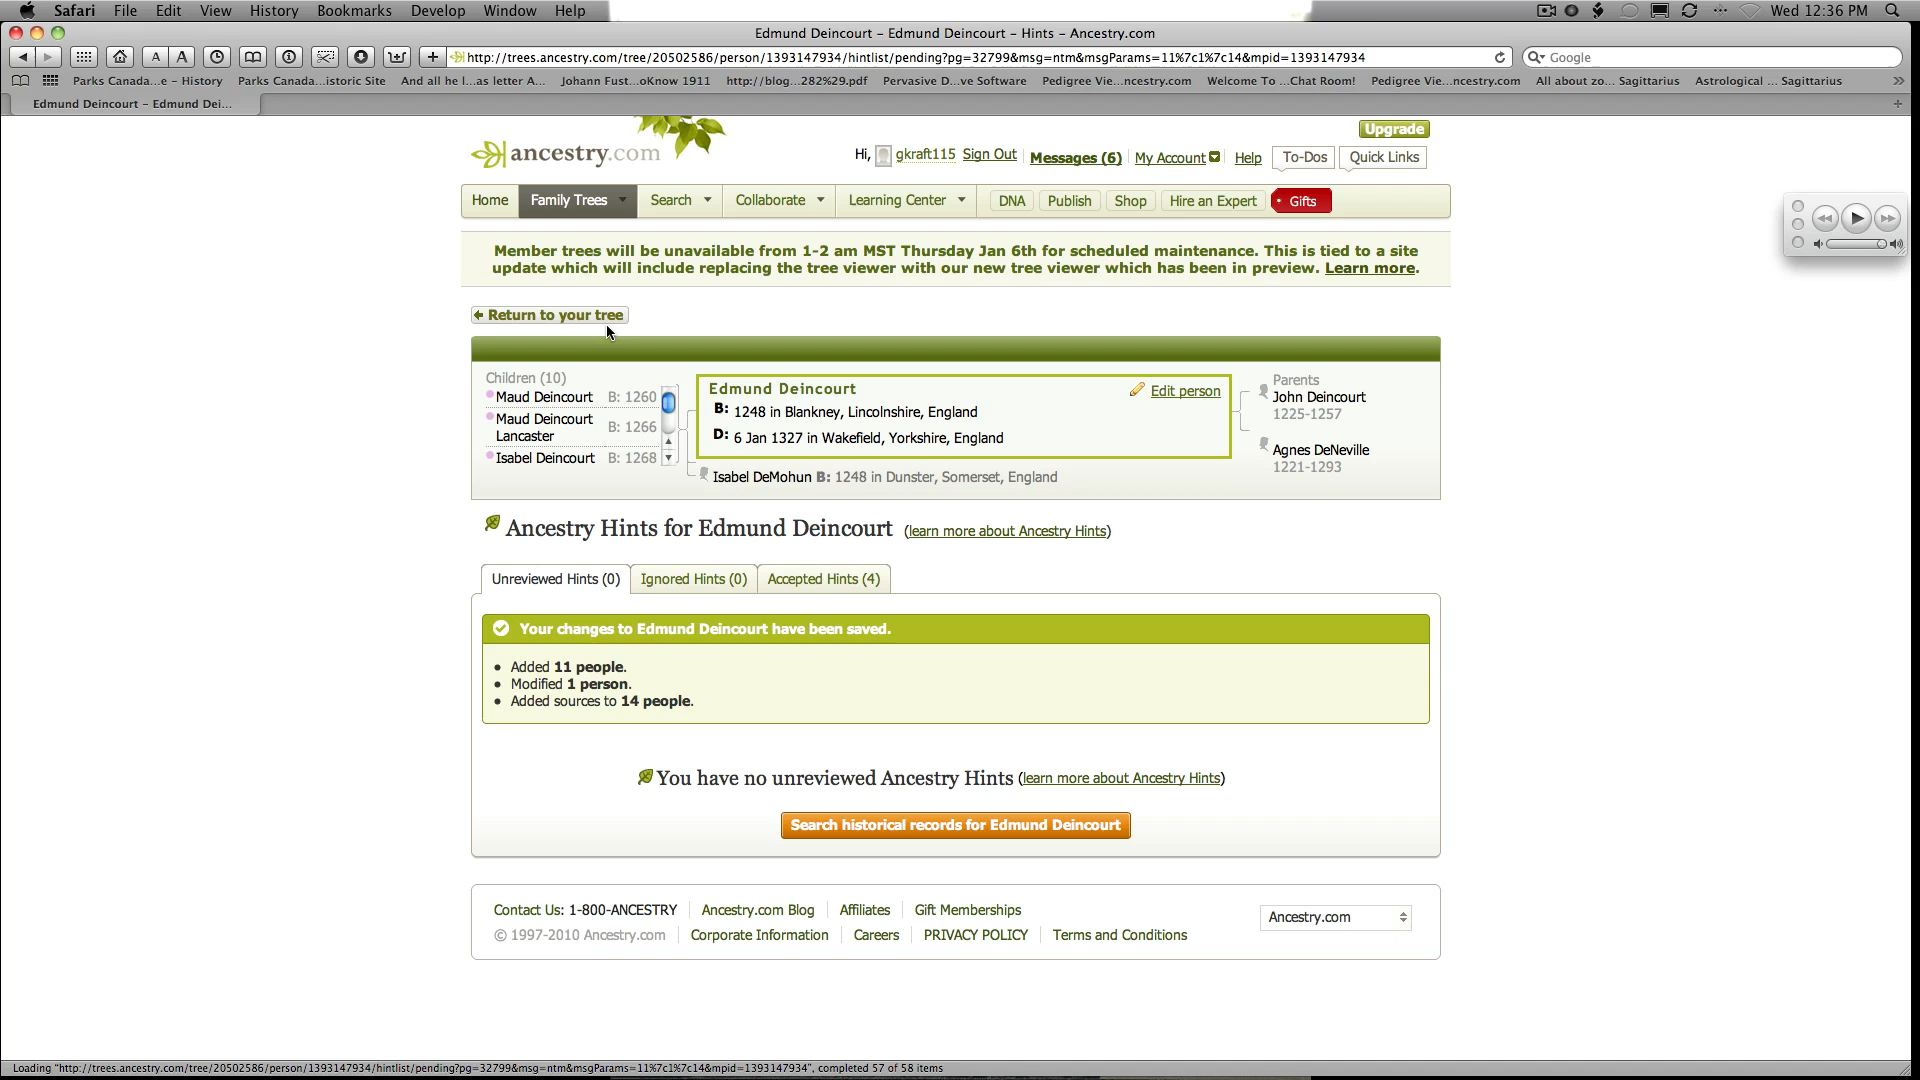 Safari File Edit View History Bookmarks Develop Window Help Wed 12:36 PM
Edmund Deincourt – Edmund Deincourt – Hints – Ancestry.com
A A http://trees.ancestry.com/tree/20502586/person/1393147934/hintlist/pending?pg=32799&msg=ntm&msgParams=11%7c1%7c14&mpid=1393147934 Google
Parks Canada...e – History Parks Canada...istoric Site And all he l...as letter A... Johann Fust...oKnow 1911 http://blog...282%29.pdf Pervasive D...ve Software Pedigree Vie...ncestry.com Welcome To ...Chat Room! Pedigree Vie...ncestry.com All about zo... Sagittarius Astrological ... Sagittarius
Edmund Deincourt – Edmund Dei...
Upgrade
ancestry.com Hi, gkraft115 Sign Out Messages (6) My Account Help To-Dos Quick Links
Home Family Trees Search Collaborate Learning Center DNA Publish Shop Hire an Expert Gifts
Member trees will be unavailable from 1-2 am MST Thursday Jan 6th for scheduled maintenance. This is tied to a site
update which will include replacing the tree viewer with our new tree viewer which has been in preview. Learn more.
Return to your tree
Children (10)
Maud Deincourt B: 1260
Maud Deincourt
Lancaster B: 1266
Isabel Deincourt B: 1268
Edmund Deincourt Edit person
B: 1248 in Blankney, Lincolnshire, England
D: 6 Jan 1327 in Wakefield, Yorkshire, England
Isabel DeMohun B: 1248 in Dunster, Somerset, England
Parents
John Deincourt
1225-1257
Agnes DeNeville
1221-1293
Ancestry Hints for Edmund Deincourt (learn more about Ancestry Hints)
Unreviewed Hints (0) Ignored Hints (0) Accepted Hints (4)
Your changes to Edmund Deincourt have been saved.
• Added 11 people.
• Modified 1 person.
• Added sources to 14 people.
You have no unreviewed Ancestry Hints (learn more about Ancestry Hints)
Search historical records for Edmund Deincourt
Contact Us: 1-800-ANCESTRY Ancestry.com Blog Affiliates Gift Memberships
Ancestry.com
© 1997-2010 Ancestry.com Corporate Information Careers PRIVACY POLICY Terms and Conditions
Loading "http://trees.ancestry.com/tree/20502586/person/1393147934/hintlist/pending?pg=32799&msg=ntm&msgParams=11%7c1%7c14&mpid=1393147934", completed 57 of 58 items